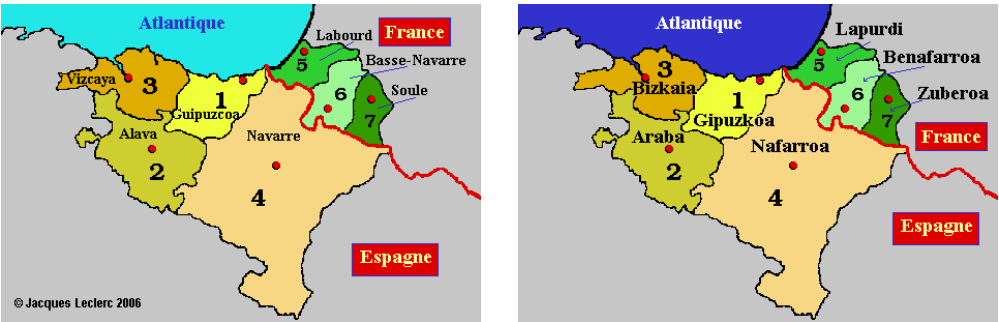 Atlantique
Labourd
France
5
Basse-Navarre
Vizcaya
3
1
6
Soule
Guipuzcoa
7
Alava
Navarre
2
4
Espagne
© Jacques Leclerc 2006
Atlantique
Lapurdi
5
Benafarroa
3
Bizkaia
1
6
Zuberoa
Gipuzkoa
7
Araba
France
Nafarroa
2
4
Espagne